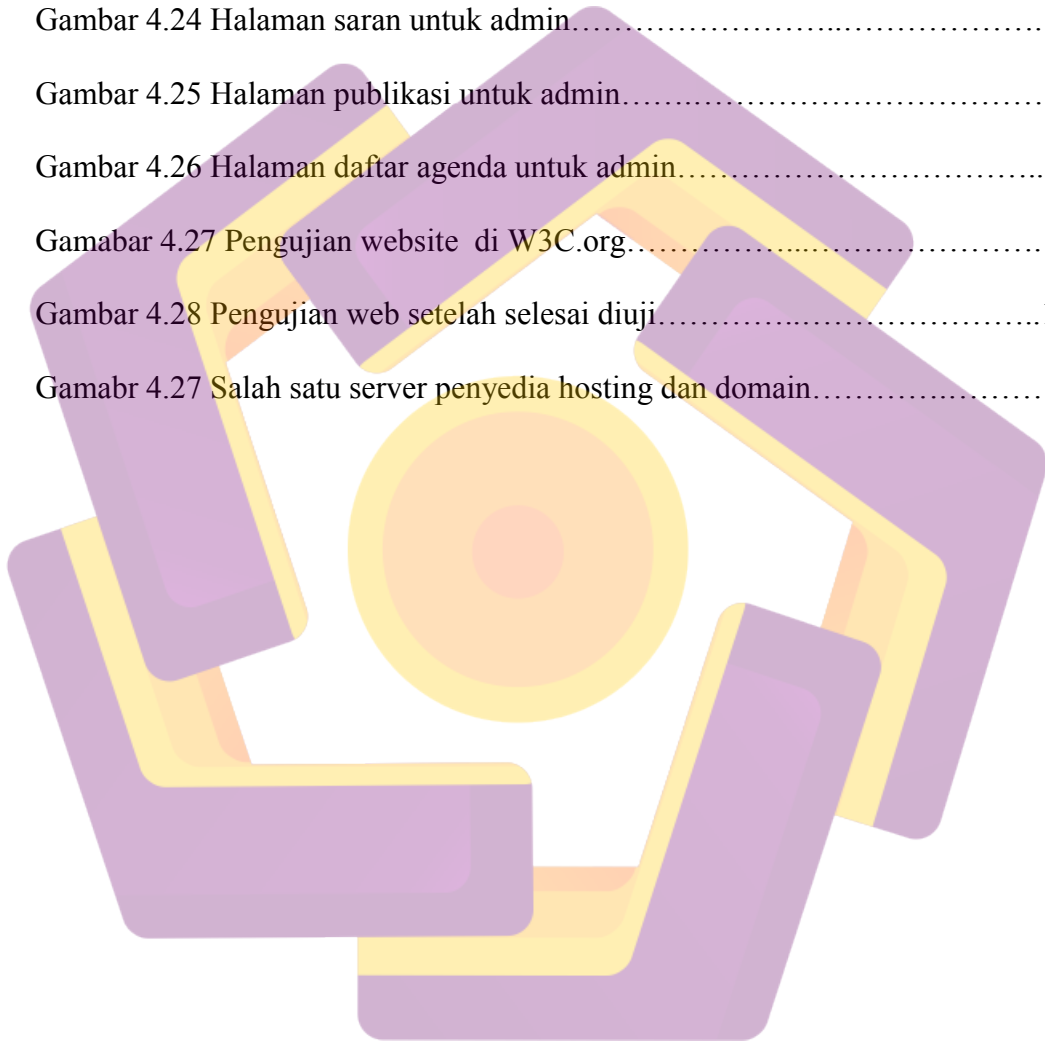 Gambar 4.24 Halaman saran untuk admin……………………..……………….
Gambar 4.25 Halaman publikasi untuk admin…….……………………………
Gambar 4.26 Halaman daftar agenda untuk admin……………………………..
Gamabar 4.27 Pengujian website  di W3C.org……………...………………….
Gambar 4.28 Pengujian web setelah selesai diuji…………..…………………..
Gamabr 4.27 Salah satu server penyedia hosting dan domain………….………